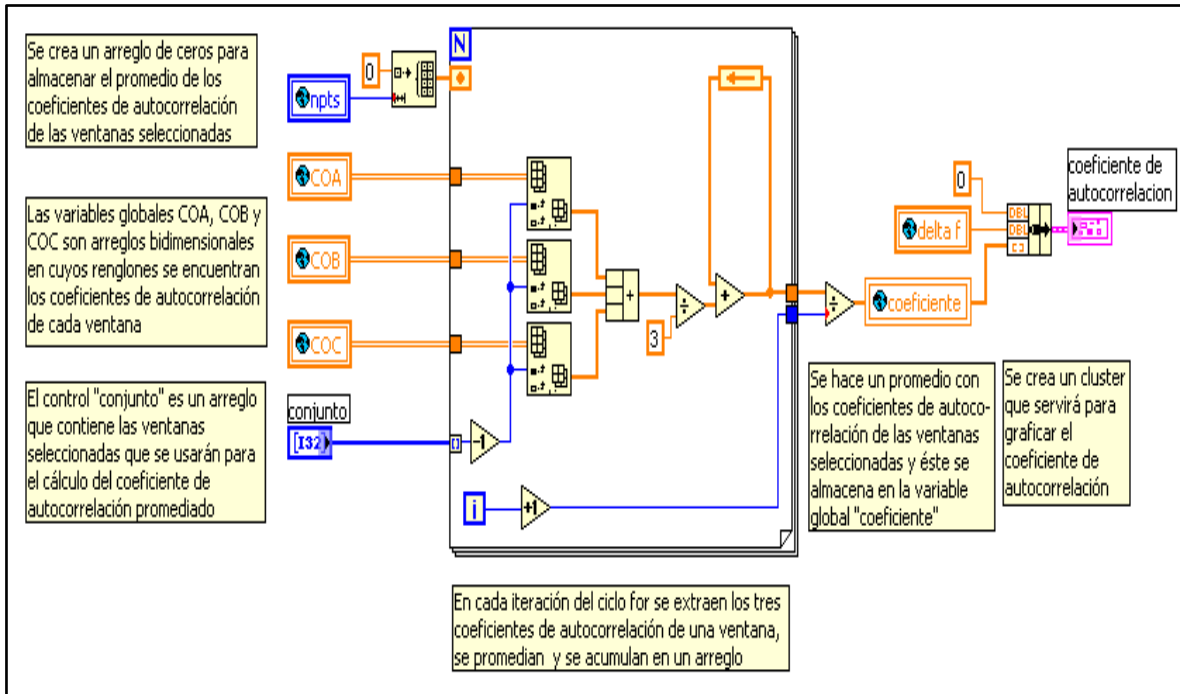 Se crea un arreglo de ceros para
almacenar el promedio de los
coeficientes de autocorrelación
de las ventanas seleccionadas
0
npts
N
COA
COB
COC
Las variables globales COA, COB y
COC son arreglos bidimensionales
en cuyos renglones se encuentran
los coeficientes de autocorrelación
de cada ventana
El control "conjunto" es un arreglo
que contiene las ventanas
seleccionadas que se usarán para
el cálculo del coeficiente de
autocorrelación promediado
conjunto
[I32]
-1
i
+1
+
3
÷
+
÷
0
delta f
coeficiente
DBL
DBL
[ ]
coeficiente de
autocorrelacion
Se hace un promedio con
los coeficientes de autoco-
rrelación de las ventanas
seleccionadas y éste se
almacena en la variable
global "coeficiente"
Se crea un cluster
que servirá para
graficar el
coeficiente de
autocorrelación
En cada iteración del ciclo for se extraen los tres
coeficientes de autocorrelación de una ventana,
se promedian y se acumulan en un arreglo